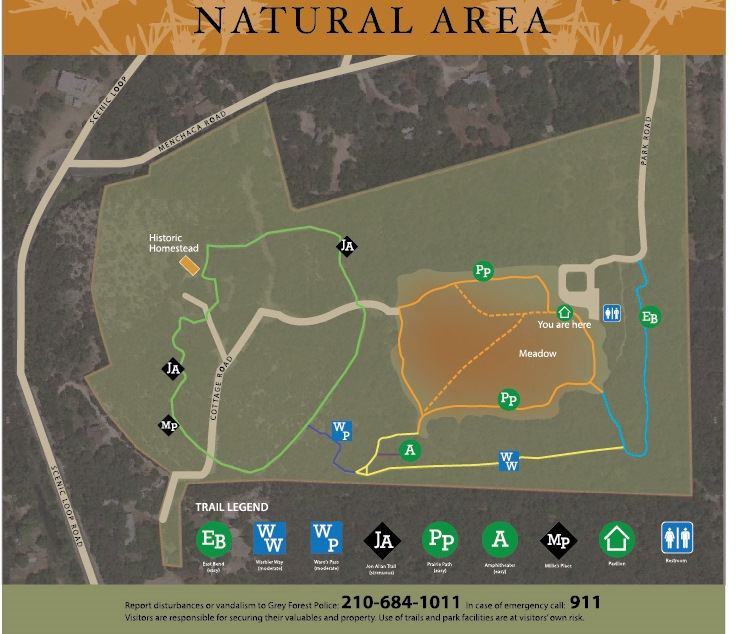 NATURAL AREA
SCENIC LOOP
MENCHACA ROAD
PARK ROAD
Historic
Homestead
JA
PP
EB
You are here
Meadow
JA
COTTAGE ROAD
PP
MP
WP
A
WW
SCENIC LOOP ROAD
TRAIL LEGEND
EB
WW
WP
JA
PP
A
MP
East Bend
(easy)
Warbler Way
(moderate)
Ward's Pass
(moderate)
Jon Allan Trail
(strenuous)
Prairie Path
(easy)
Amphitheater
(easy)
Millie's Place
Pavilion
Restroom
Report disturbances or vandalism to Grey Forest Police: 210-684-1011 In case of emergency call: 911
Visitors are responsible for securing their valuables and property. Use of trails and park facilities are at visitors' own risk.